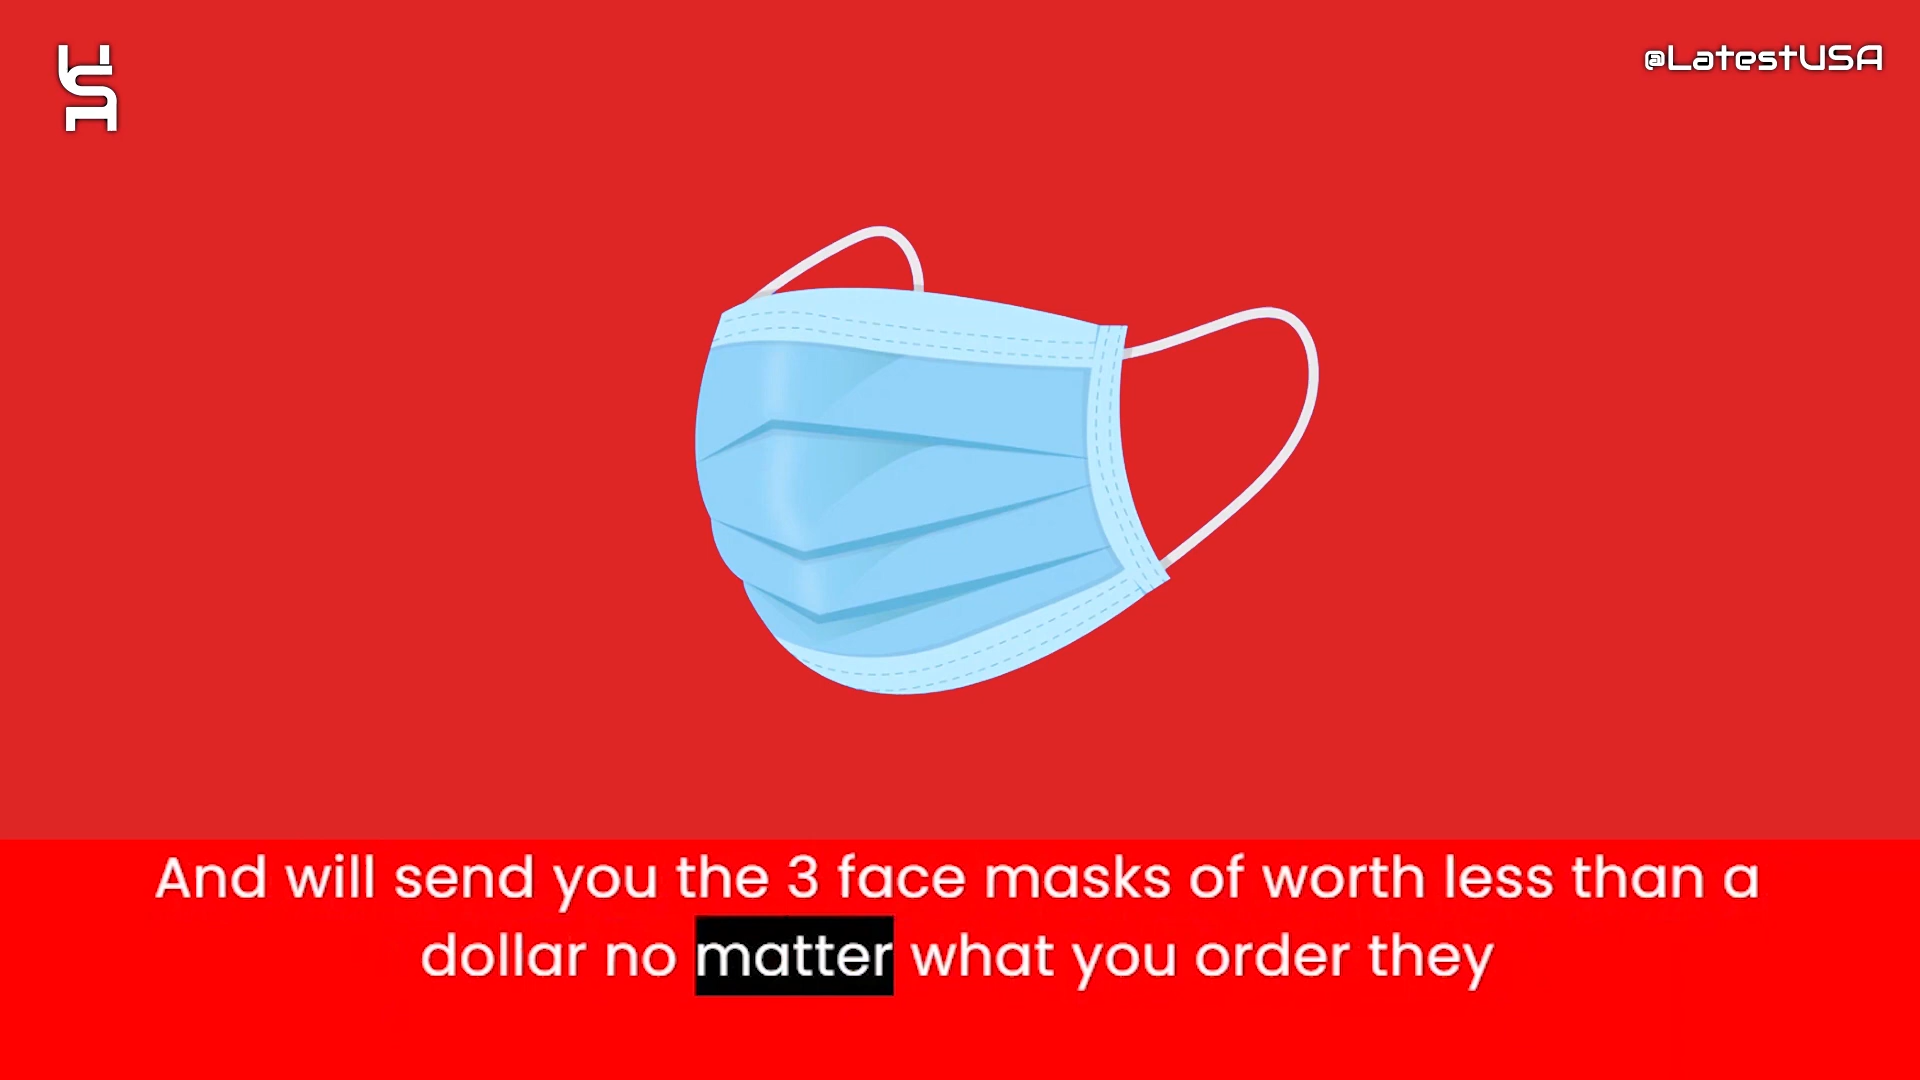 USA
@LatestUSA
And will send you the 3 face masks of worth less than a
dollar no matter what you order they